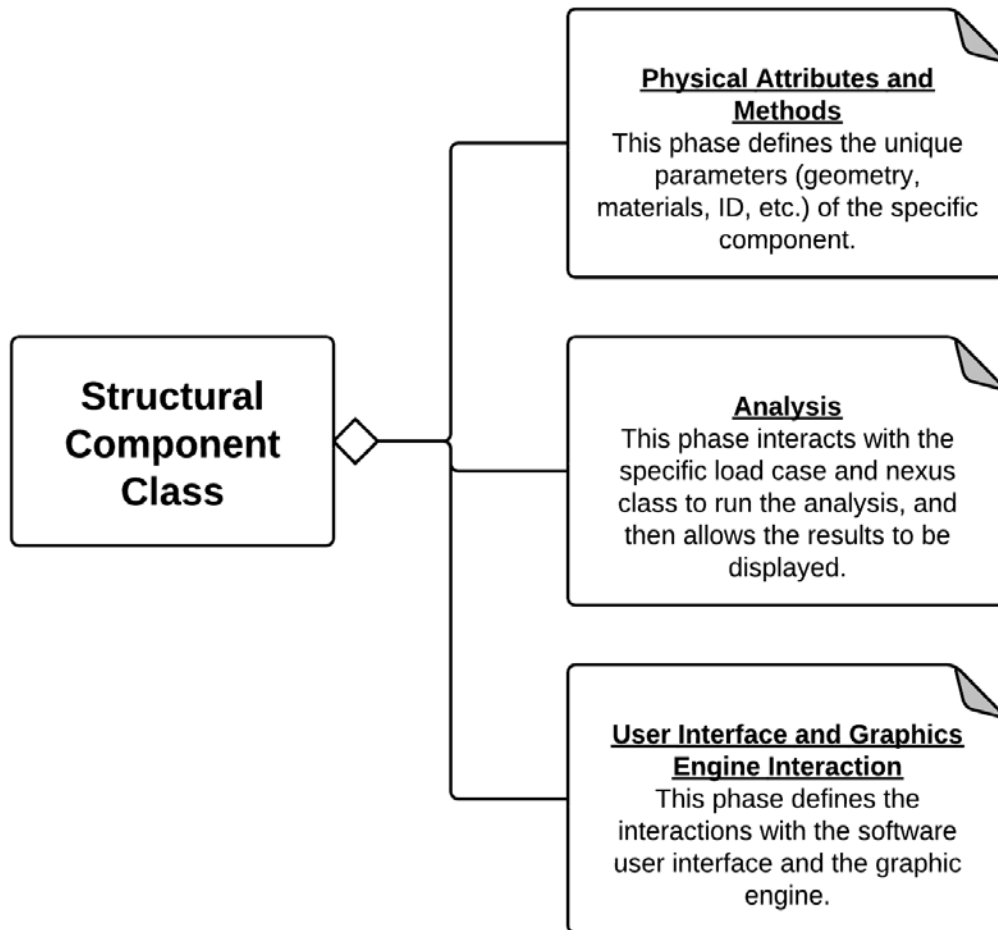 Structural
Component
Class
Physical Attributes and
Methods
This phase defines the unique
parameters (geometry,
materials, ID, etc.) of the specific
component.
Analysis
This phase interacts with the
specific load case and nexus
class to run the analysis, and
then allows the results to be
displayed.
User Interface and Graphics
Engine Interaction
This phase defines the
interactions with the software
user interface and the graphic
engine.